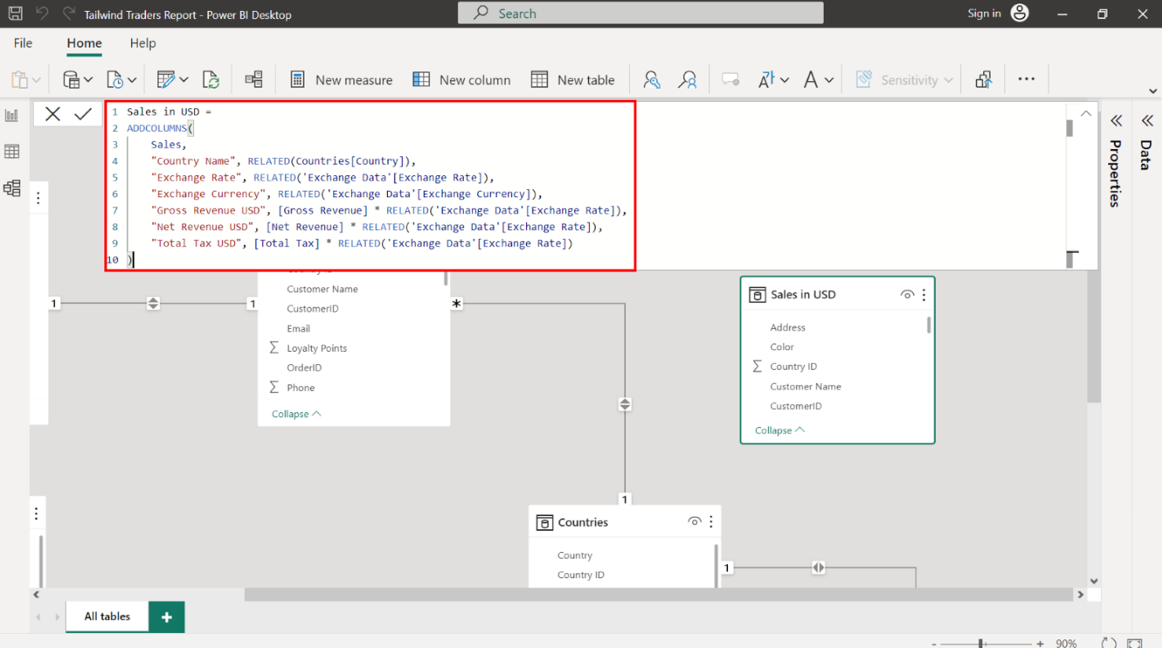 Tailwind Traders Report - Power BI Desktop
Search
Sign in
File
Home
Help
New measure
New column
New table
Sensitivity
1 Sales in USD =
2 ADDCOLUMNS(
3 Sales,
4 "Country Name", RELATED(Countries[Country]),
5 "Exchange Rate", RELATED('Exchange Data'[Exchange Rate]),
6 "Exchange Currency", RELATED('Exchange Data'[Exchange Currency]),
7 "Gross Revenue USD", [Gross Revenue] * RELATED('Exchange Data'[Exchange Rate]),
8 "Net Revenue USD", [Net Revenue] * RELATED('Exchange Data'[Exchange Rate]),
9 "Total Tax USD", [Total Tax] * RELATED('Exchange Data'[Exchange Rate])
10 )
Properties
Data
Customer Name
CustomerID
Email
Loyalty Points
OrderID
Phone
Collapse
1
1
*
Sales in USD
Address
Color
Country ID
Customer Name
CustomerID
Collapse
1
Countries
Country
Country ID
1
All tables
+
- + 90%